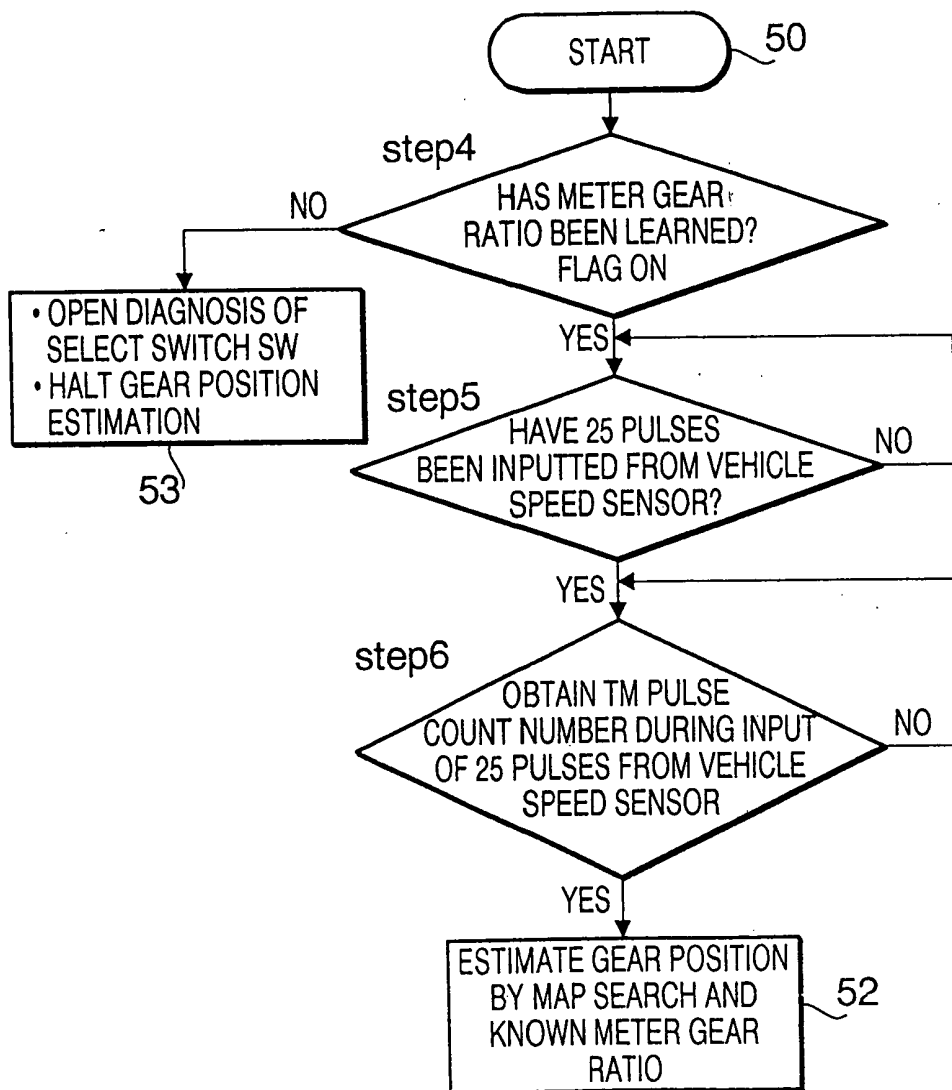 START
50
step4
HAS METER GEAR
RATIO BEEN LEARNED?
FLAG ON
NO
• OPEN DIAGNOSIS OF
SELECT SWITCH SW
• HALT GEAR POSITION
ESTIMATION
53
YES
step5
HAVE 25 PULSES
BEEN INPUTTED FROM VEHICLE
SPEED SENSOR?
NO
YES
step6
OBTAIN TM PULSE
COUNT NUMBER DURING INPUT
OF 25 PULSES FROM VEHICLE
SPEED SENSOR
NO
YES
ESTIMATE GEAR POSITION
BY MAP SEARCH AND
KNOWN METER GEAR
RATIO
52